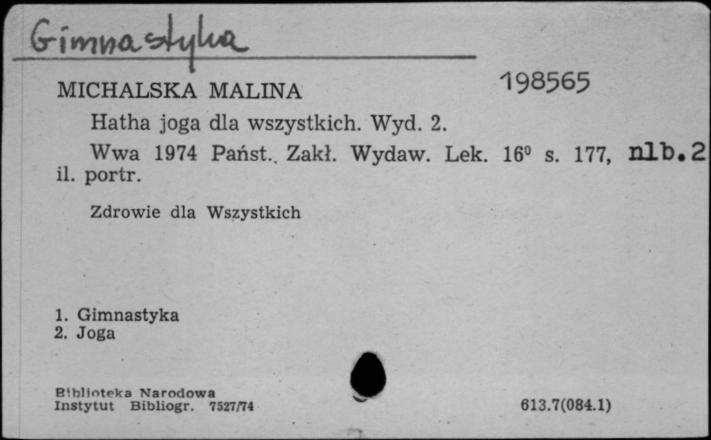 Gimnastyka
198565
MICHALSKA MALINA
Hatha joga dla wszystkich. Wyd. 2.
Wwa 1974 Państ. Zakł. Wydaw. Lek. 16⁰ s. 177, nlb.2
il. portr.
Zdrowie dla Wszystkich
1. Gimnastyka
2. Joga
Biblioteka Narodowa
Instytut Bibliogr. 7527/74
613.7(084.1)